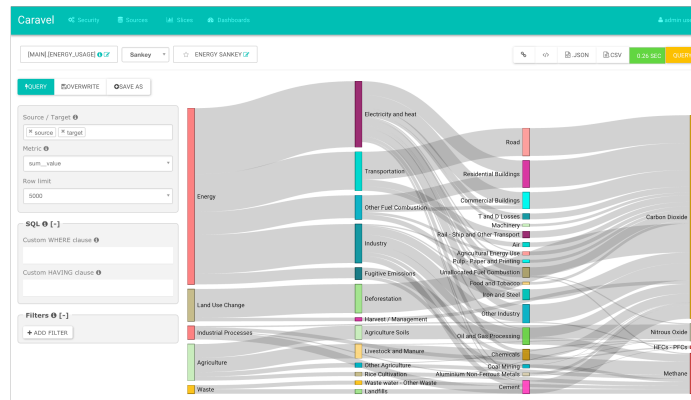 Caravel Security Sources Slices Dashboards admin use
[MAIN].[ENERGY_USAGE] Sankey ENERGY SANKEY </> .JSON .CSV 0.26 SEC QUERY
QUERY OVERWRITE SAVE AS
Source / Target
× source × target
Metric
sum__value
Row limit
5000
SQL [-]
Custom WHERE clause
Custom HAVING clause
Filters [-]
+ ADD FILTER
Energy
Land Use Change
Industrial Processes
Agriculture
Waste
Electricity and heat
Transportation
Other Fuel Combustion
Industry
Fugitive Emissions
Deforestation
Harvest / Management
Agriculture Soils
Livestock and Manure
Other Agriculture
Rice Cultivation
Waste water - Other Waste
Landfills
Road
Residential Buildings
Commercial Buildings
T and D Losses
Machinery
Rail - Ship and Other Transport
Air
Agricultural Energy Use
Pulp - Paper and Printing
Unallocated Fuel Combustion
Food and Tobacco
Iron and Steel
Other Industry
Oil and Gas Processing
Chemicals
Coal Mining
Aluminium Non-Ferrous Metals
Cement
Carbon Dioxide
Nitrous Oxide
HFCs - PFCs
Methane